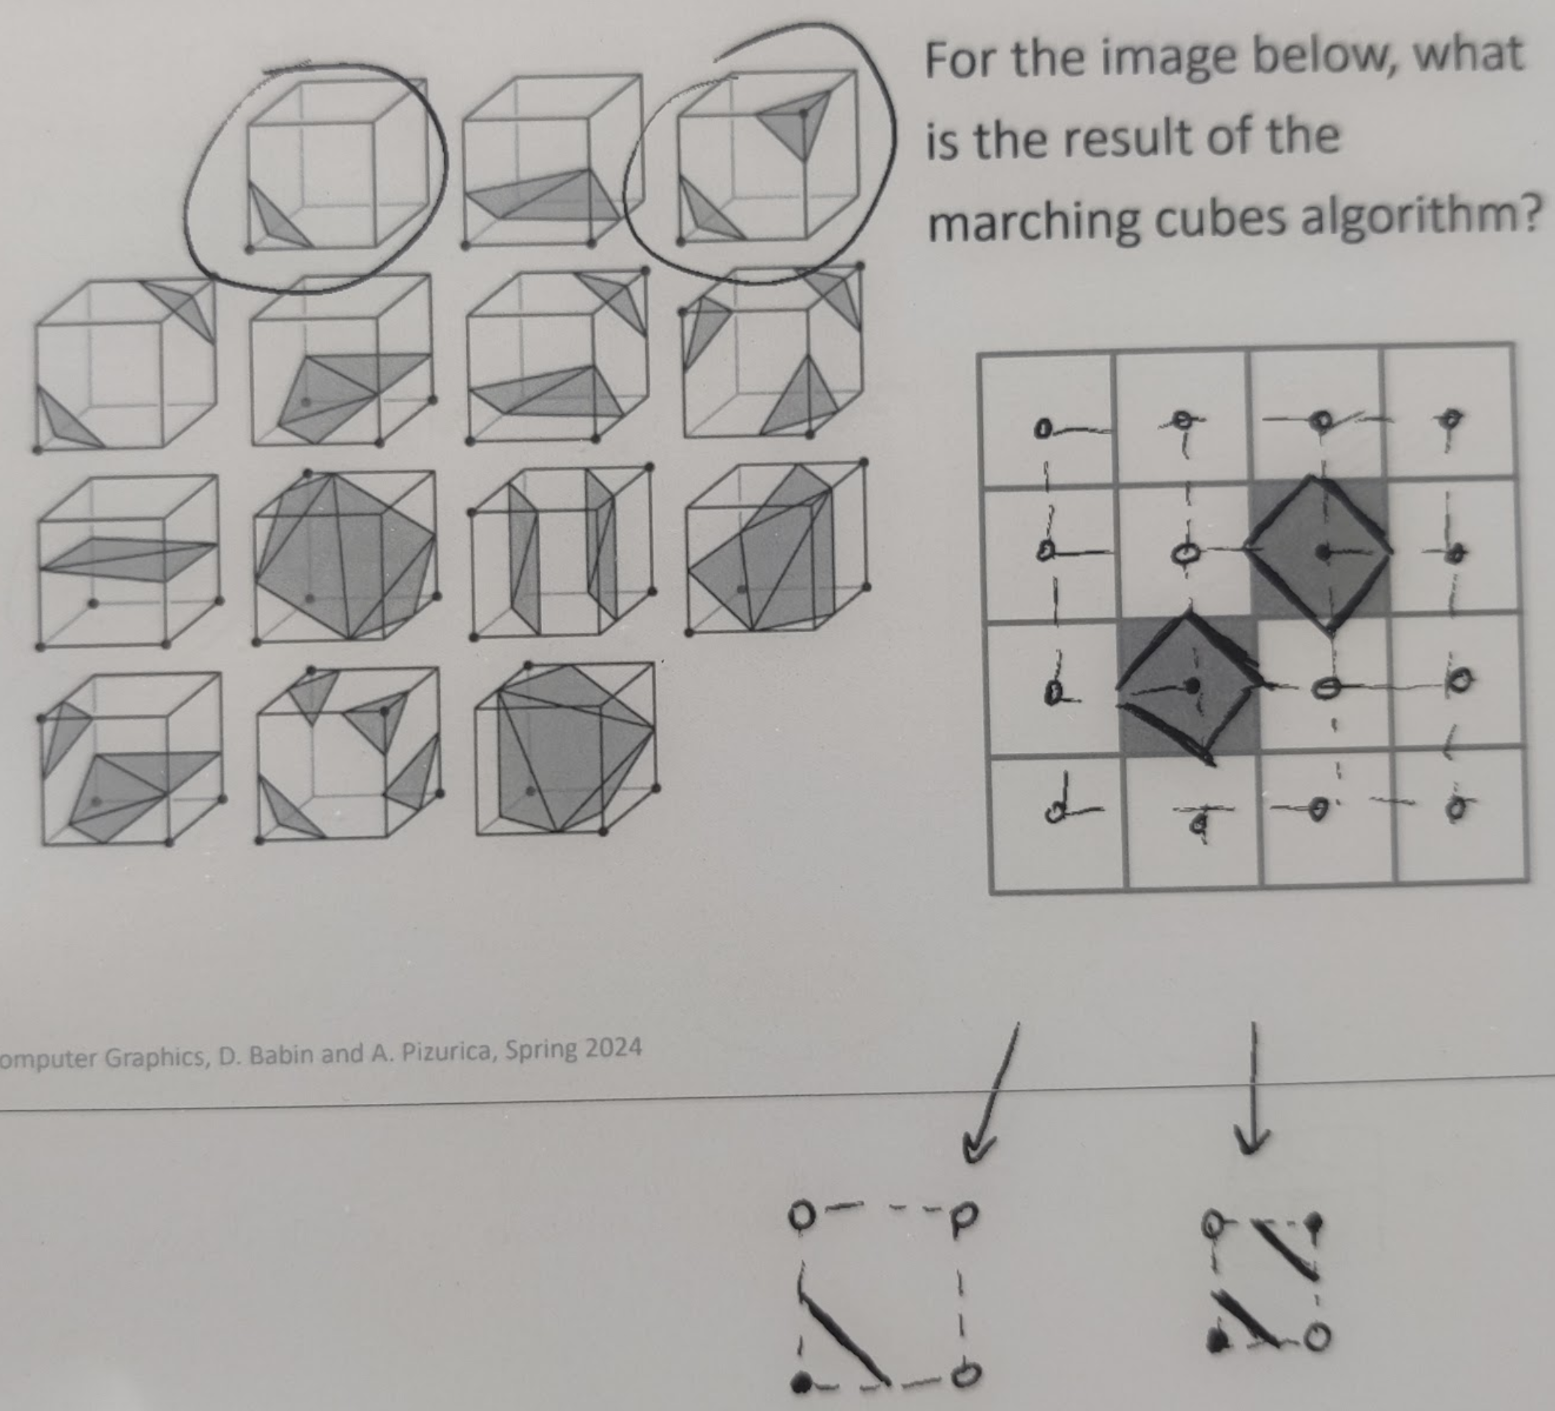 For the image below, what
is the result of the
marching cubes algorithm?
omputer Graphics, D. Babin and A. Pizurica, Spring 2024